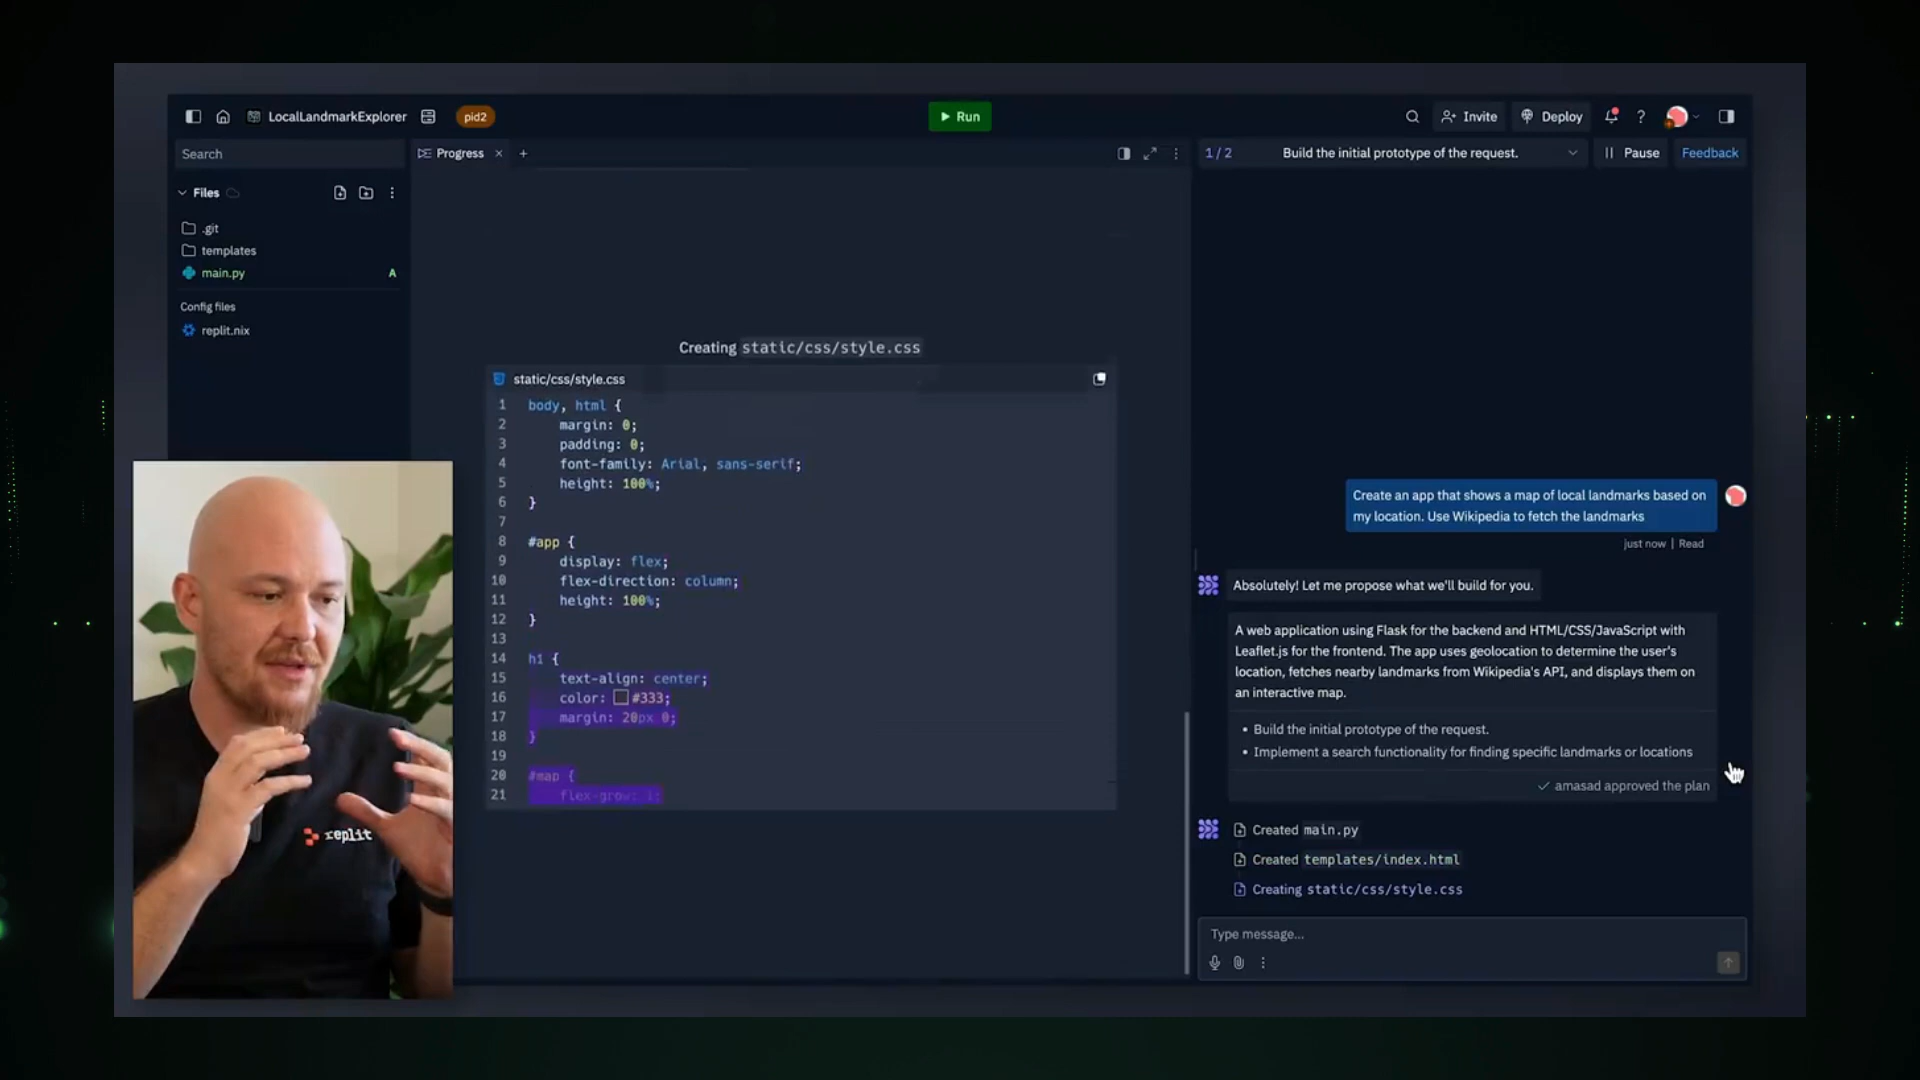 LocalLandmarkExplorer
pid2
Run
Invite
Deploy
?
Search
Progress
1 / 2
Build the initial prototype of the request.
Pause
Feedback
Files
.git
templates
main.py
A
Config files
replit.nix
Creating static/css/style.css
static/css/style.css
1 body, html {
2 margin: 0;
3 padding: 0;
4 font-family: Arial, sans-serif;
5 height: 100%;
6 }
7
8 #app {
9 display: flex;
10 flex-direction: column;
11 height: 100%;
12 }
13
14 h1 {
15 text-align: center;
16 color: #333;
17 margin: 20px 0;
18 }
19
20 #map {
21 flex-grow: 1;
replit
Create an app that shows a map of local landmarks based on
my location. Use Wikipedia to fetch the landmarks
just now | Read
Absolutely! Let me propose what we'll build for you.
A web application using Flask for the backend and HTML/CSS/JavaScript with
Leaflet.js for the frontend. The app uses geolocation to determine the user's
location, fetches nearby landmarks from Wikipedia's API, and displays them on
an interactive map.
• Build the initial prototype of the request.
• Implement a search functionality for finding specific landmarks or locations
amasad approved the plan
Created main.py
Created templates/index.html
Creating static/css/style.css
Type message...